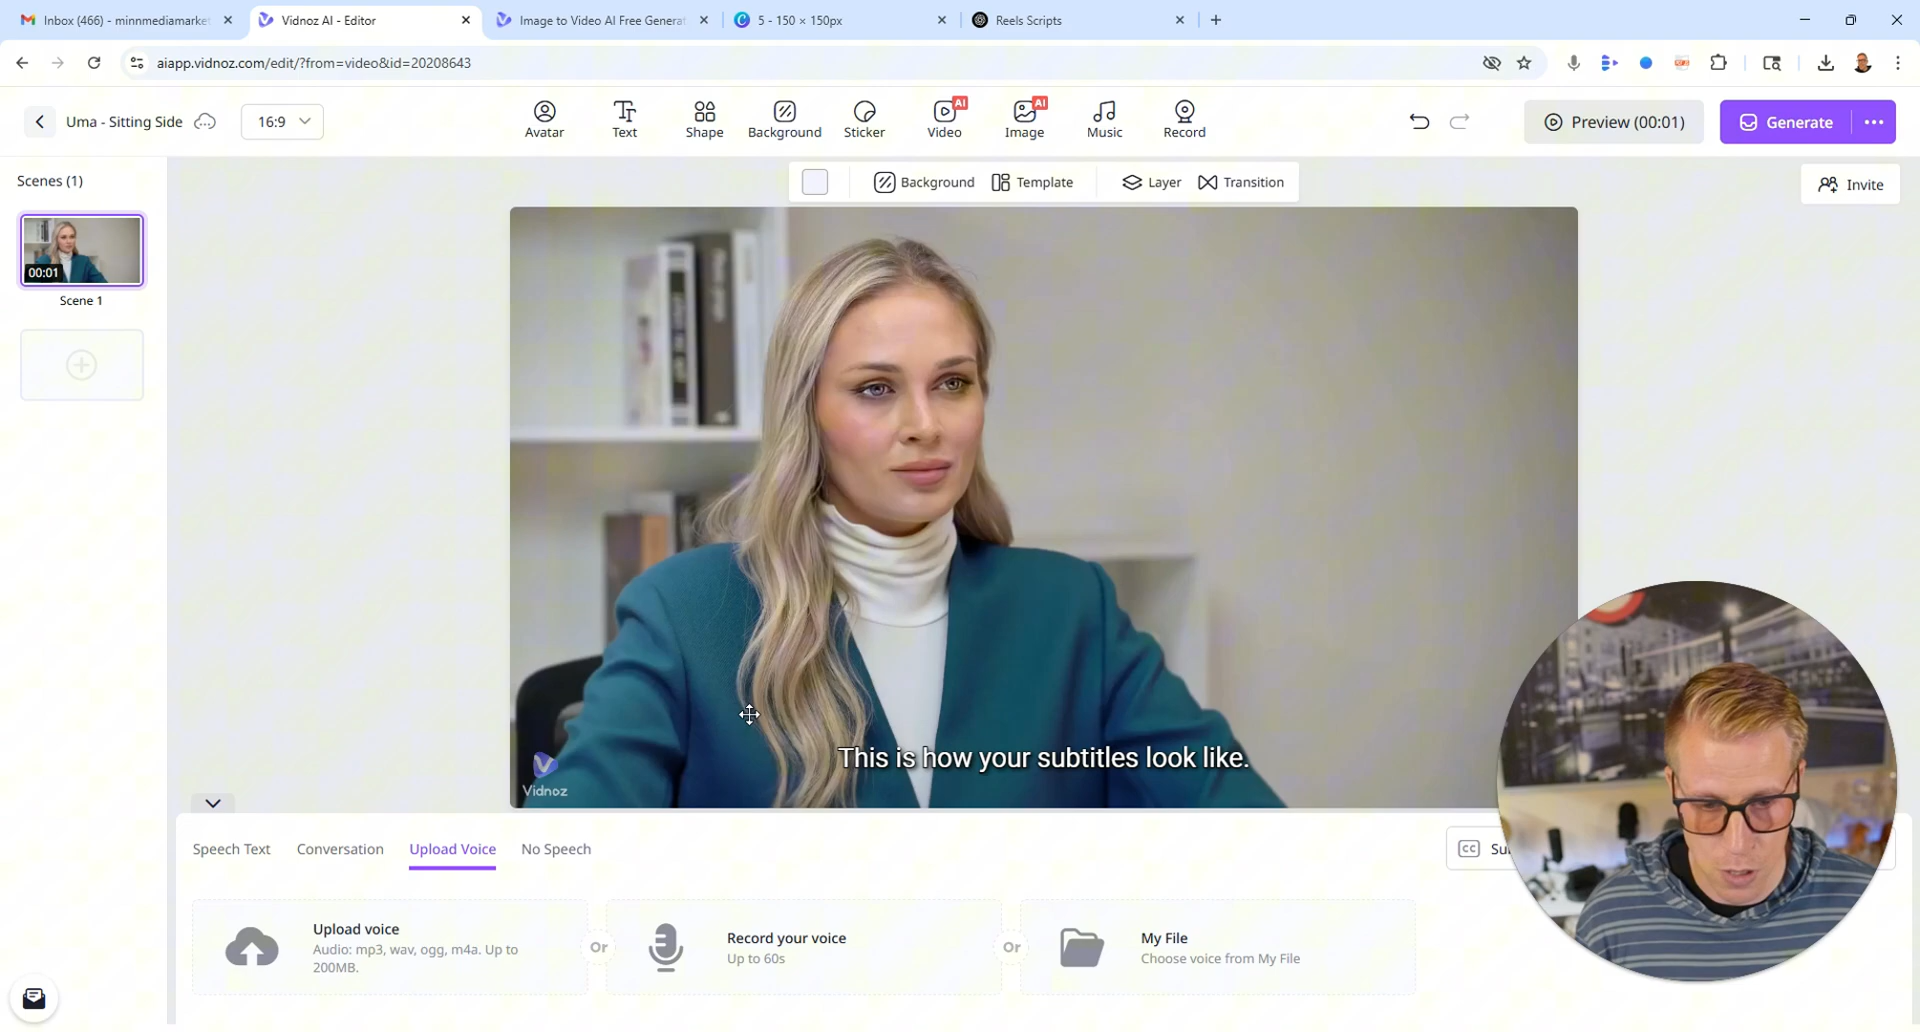 Inbox (466) - minnmediamarket
Vidnoz AI - Editor
Image to Video AI Free Generat
5 - 150 × 150px
Reels Scripts
aiapp.vidnoz.com/edit/?from=video&id=20208643
Uma - Sitting Side
16:9
Avatar
Text
Shape
Background
Sticker
AI
Video
AI
Image
Music
Record
Preview (00:01)
Generate
Scenes (1)
Background
Template
Layer
Transition
Invite
00:01
Scene 1
This is how your subtitles look like.
Vidnoz
Speech Text
Conversation
Upload Voice
No Speech
CC
Upload voice
Audio: mp3, wav, ogg, m4a. Up to
200MB.
Or
Record your voice
Up to 60s
Or
My File
Choose voice from My File